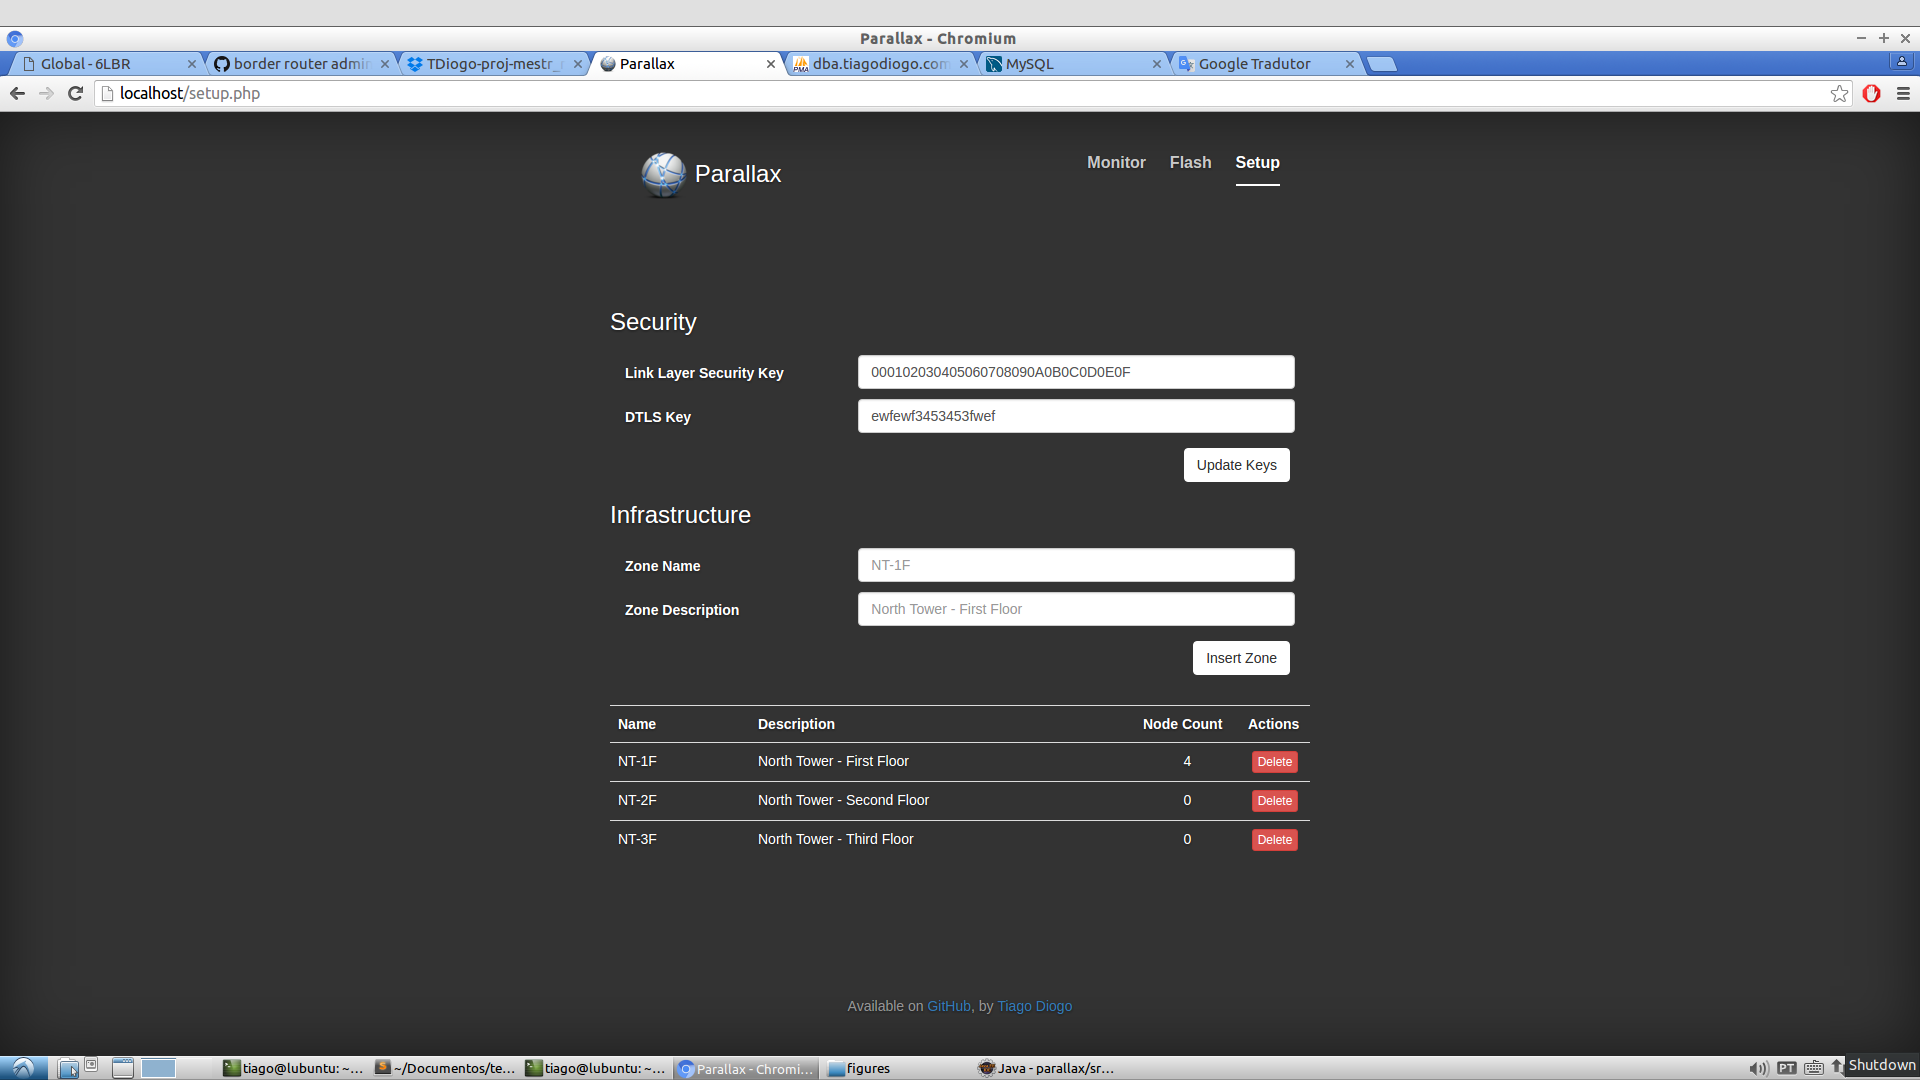 Parallax - Chromium
Global - 6LBR
border router admin
TDiogo-proj-mestr_
Parallax
dba.tiagodiogo.com
MySQL
Google Tradutor
localhost/setup.php
Parallax
Monitor
Flash
Setup
Security
Link Layer Security Key
000102030405060708090A0B0C0D0E0F
DTLS Key
ewfewf3453453fwef
Update Keys
Infrastructure
Zone Name
NT-1F
Zone Description
North Tower - First Floor
Insert Zone
Name Description Node Count Actions
NT-1F North Tower - First Floor 4 Delete
NT-2F North Tower - Second Floor 0 Delete
NT-3F North Tower - Third Floor 0 Delete
Available on GitHub, by Tiago Diogo
tiago@lubuntu: ~...
~/Documentos/te...
tiago@lubuntu: ~...
Parallax - Chromi...
figures
Java - parallax/sr...
PT
Shutdown